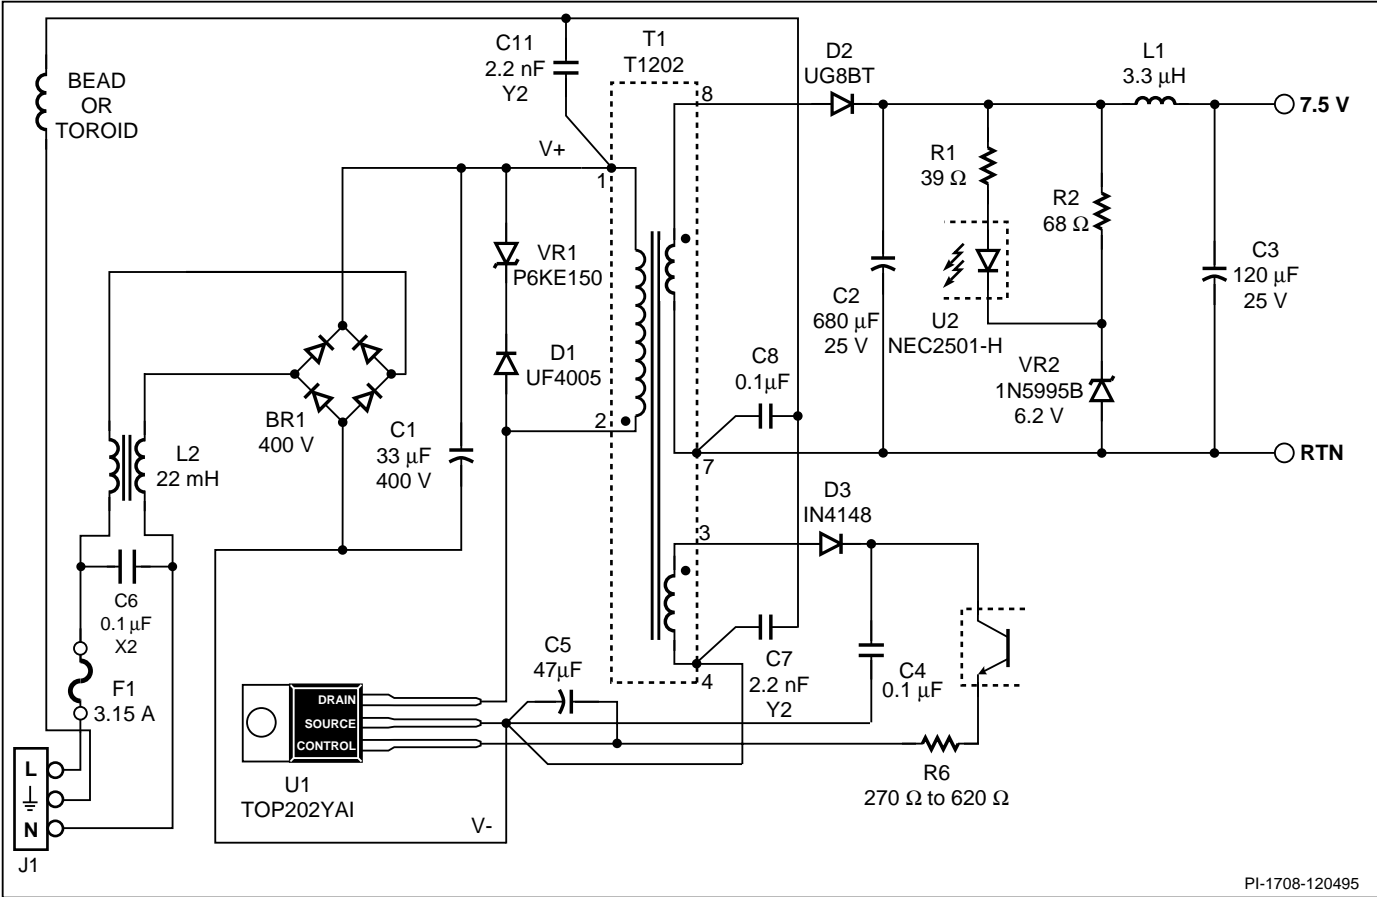 BEAD
OR
TOROID
C11
2.2 nF
Y2
T1
T1202
D2
UG8BT
L1
3.3 μH
8
7.5 V
V+
1
R1
39 Ω
R2
68 Ω
VR1
P6KE150
C3
120 μF
25 V
C2
680 μF
25 V
U2
NEC2501-H
D1
UF4005
C8
0.1μF
VR2
1N5995B
6.2 V
BR1
400 V
C1
33 μF
400 V
2
L2
22 mH
7
RTN
D3
IN4148
3
C6
0.1 μF
X2
C5
47μF
4
C7
2.2 nF
Y2
C4
0.1 μF
F1
3.15 A
DRAIN
SOURCE
CONTROL
L
N
J1
U1
TOP202YAI
V-
R6
270 Ω to 620 Ω
PI-1708-120495